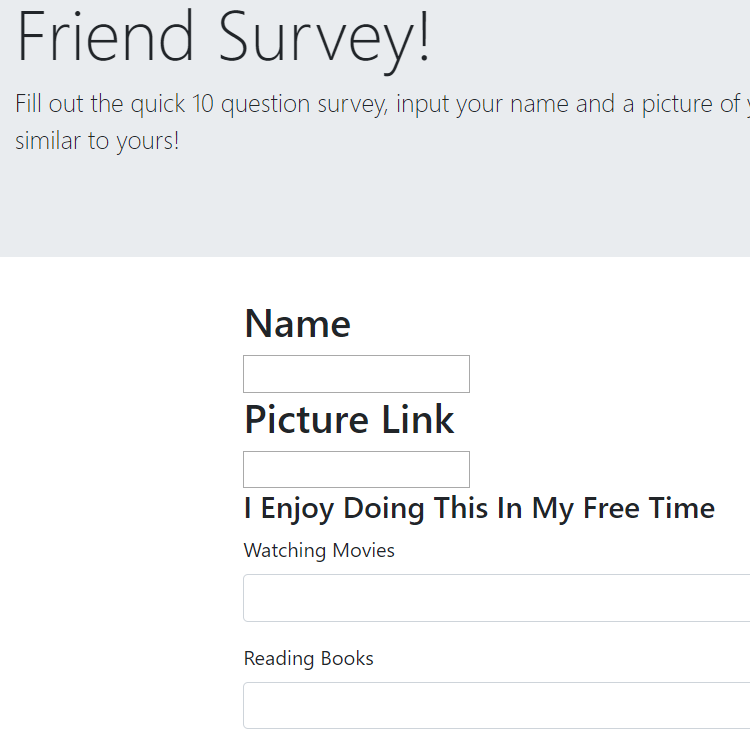 Friend Survey!
Fill out the quick 10 question survey, input your name and a picture of
similar to yours!
Name
Picture Link
I Enjoy Doing This In My Free Time
Watching Movies
Reading Books